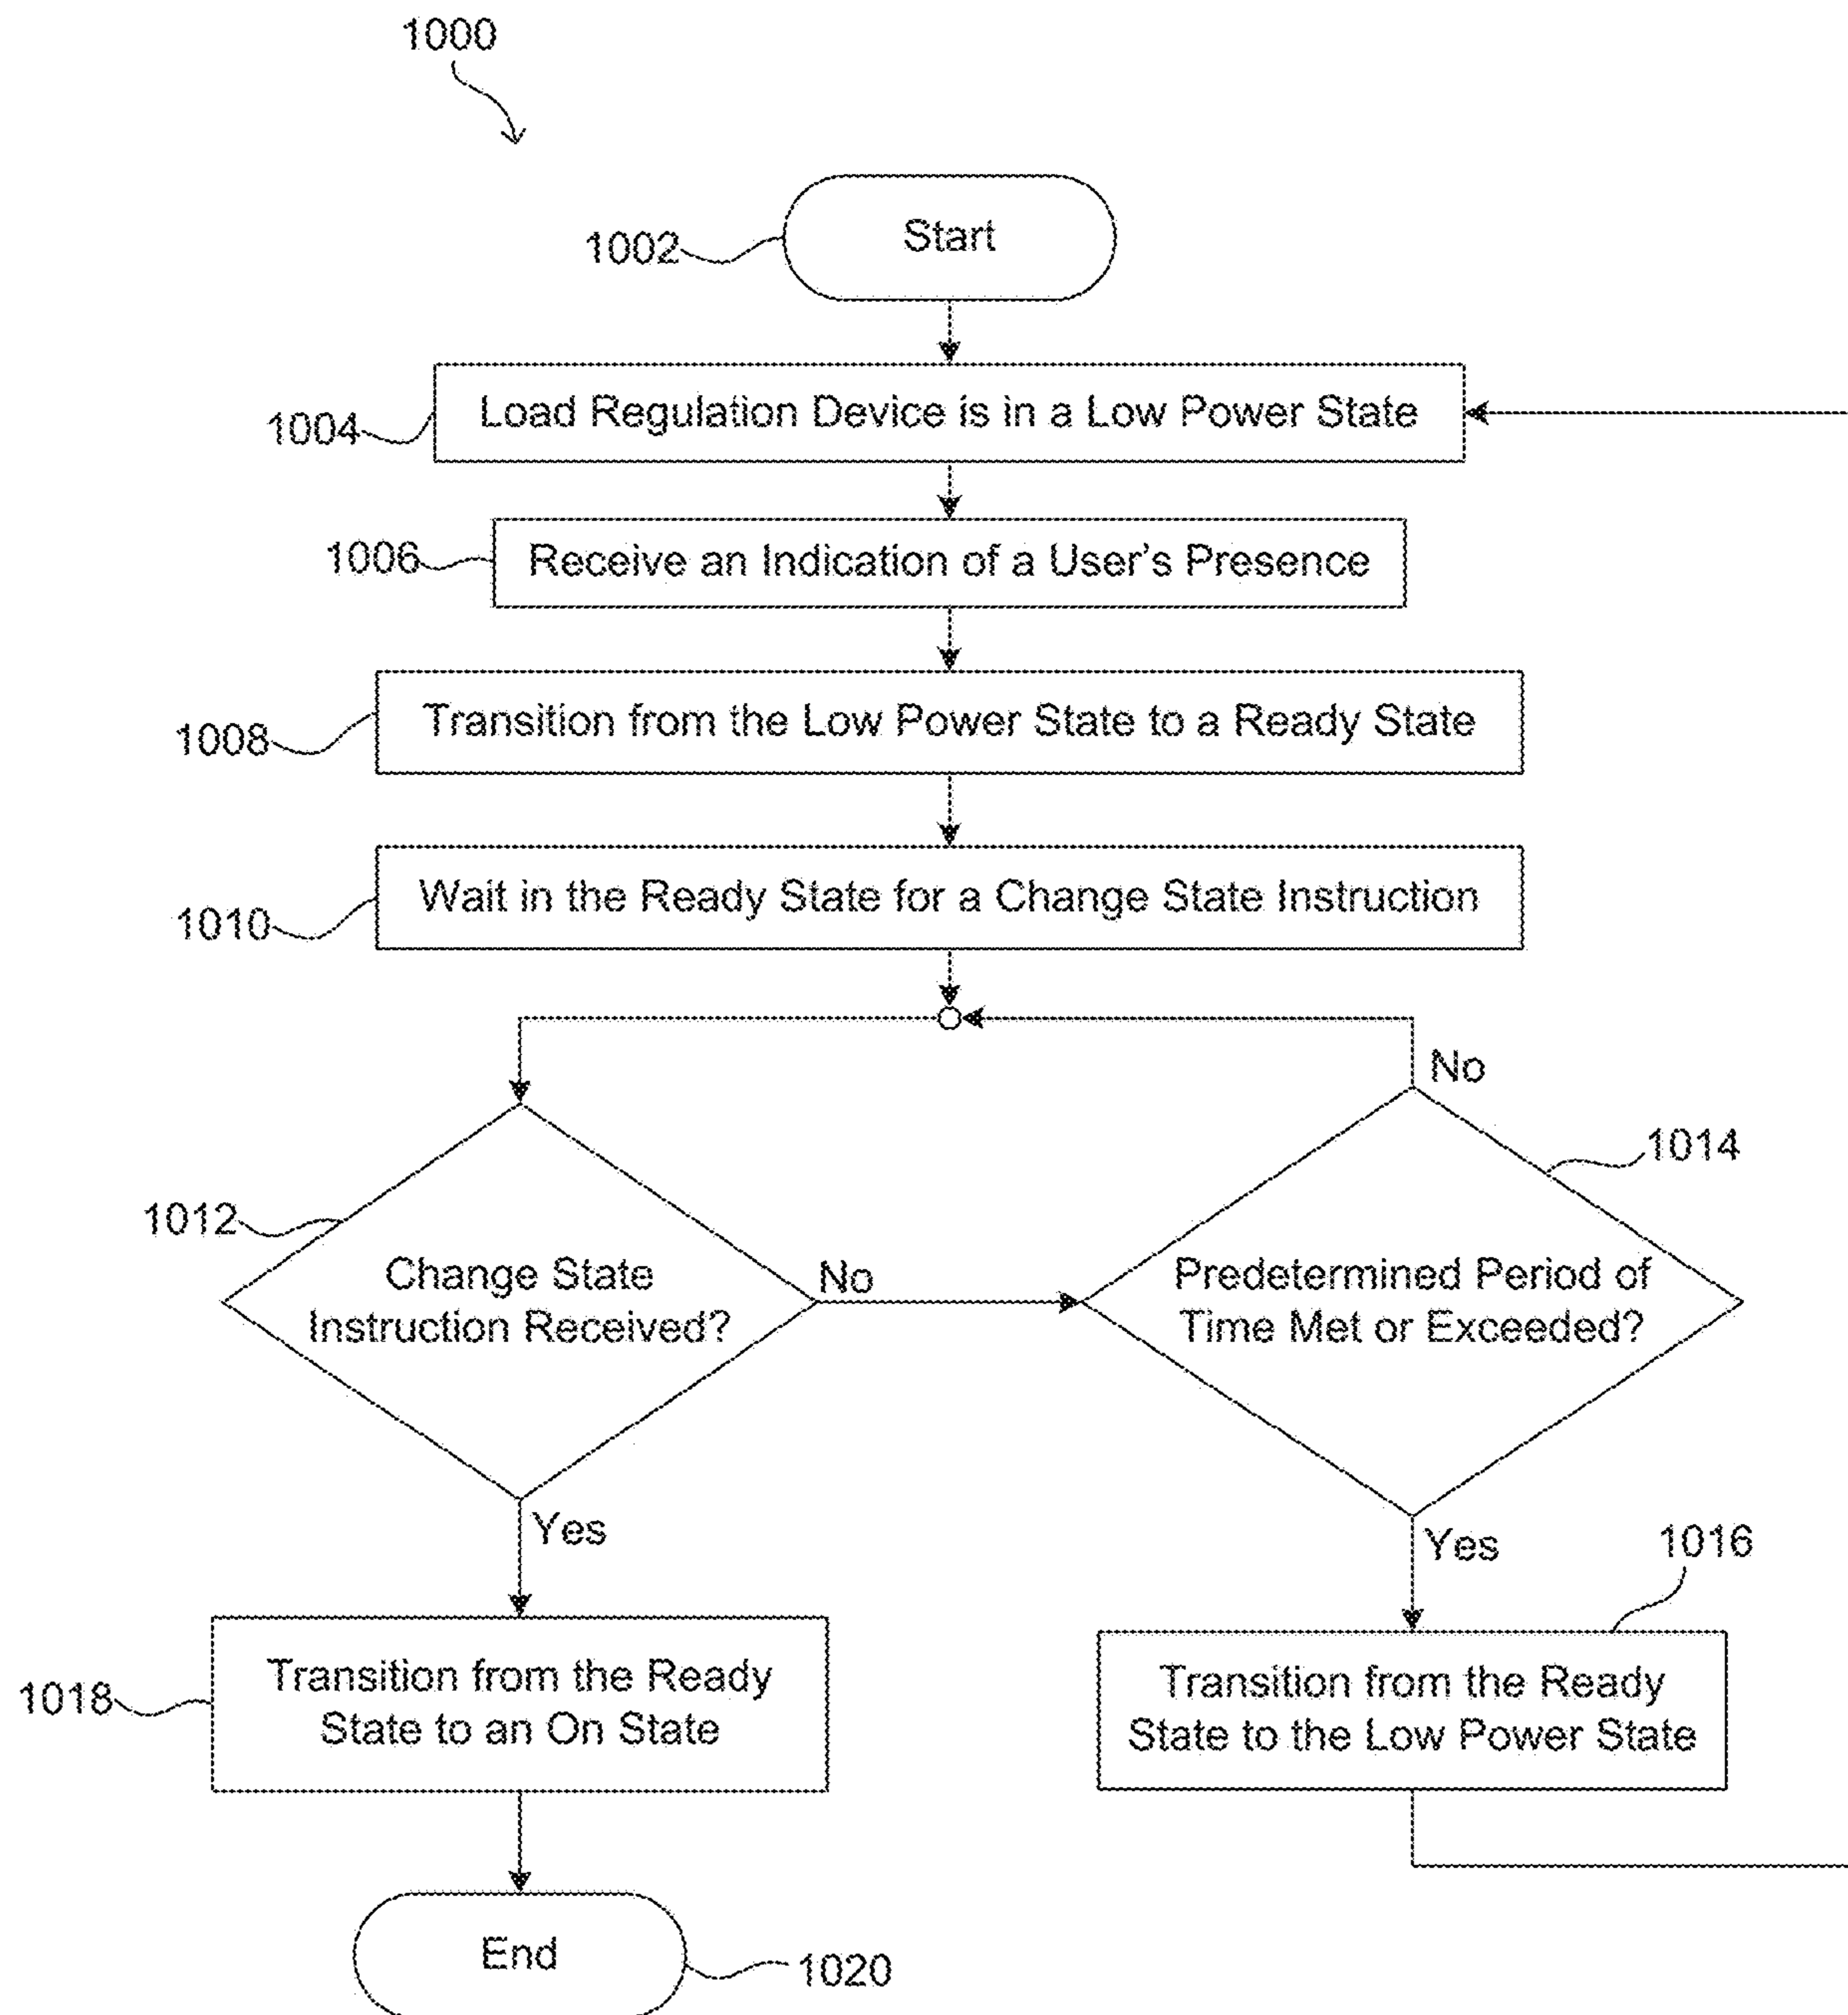 1000
Start
1002
Load Regulation Device is in a Low Power State
1004
Receive an Indication of a User's Presence
1006
Transition from the Low Power State to a Ready State
1008
Wait in the Ready State for a Change State Instruction
1010
No
1014
1012
Change State
Instruction Received?
No
Predetermined Period of
Time Met or Exceeded?
Yes
Yes
1016
1018
Transition from the Ready
State to an On State
Transition from the Ready
State to the Low Power State
End
1020